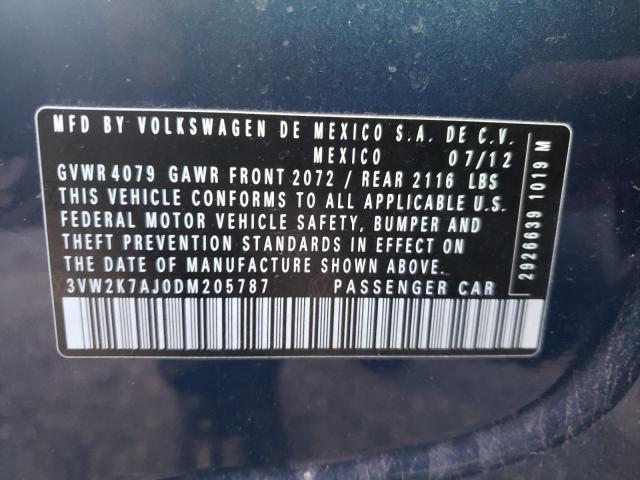 MFD BY VOLKSWAGEN DE MEXICO S.A. DE C.V.
MEXICO 07/12
GVWR 4079 GAWR FRONT 2072 / REAR 2116 LBS
THIS VEHICLE CONFORMS TO ALL APPLICABLE U.S.
FEDERAL MOTOR VEHICLE SAFETY, BUMPER AND
THEFT PREVENTION STANDARDS IN EFFECT ON
THE DATE OF MANUFACTURE SHOWN ABOVE.
3VW2K7AJ0DM205787 PASSENGER CAR
2926639 1019 M